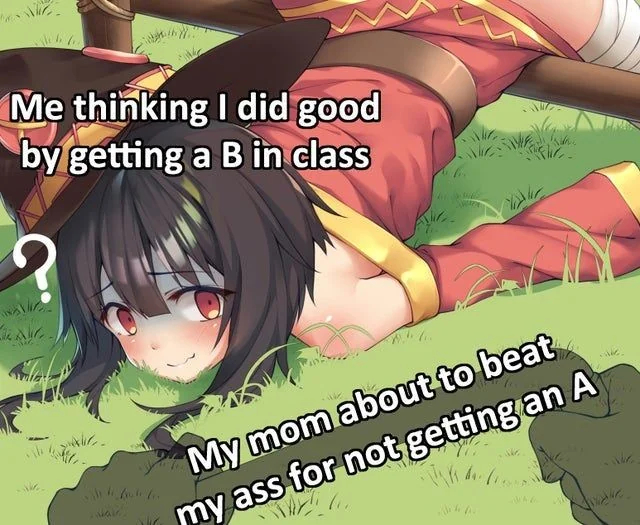 Me thinking I did good
by getting a B in class
?
My mom about to beat
my ass for not getting an A